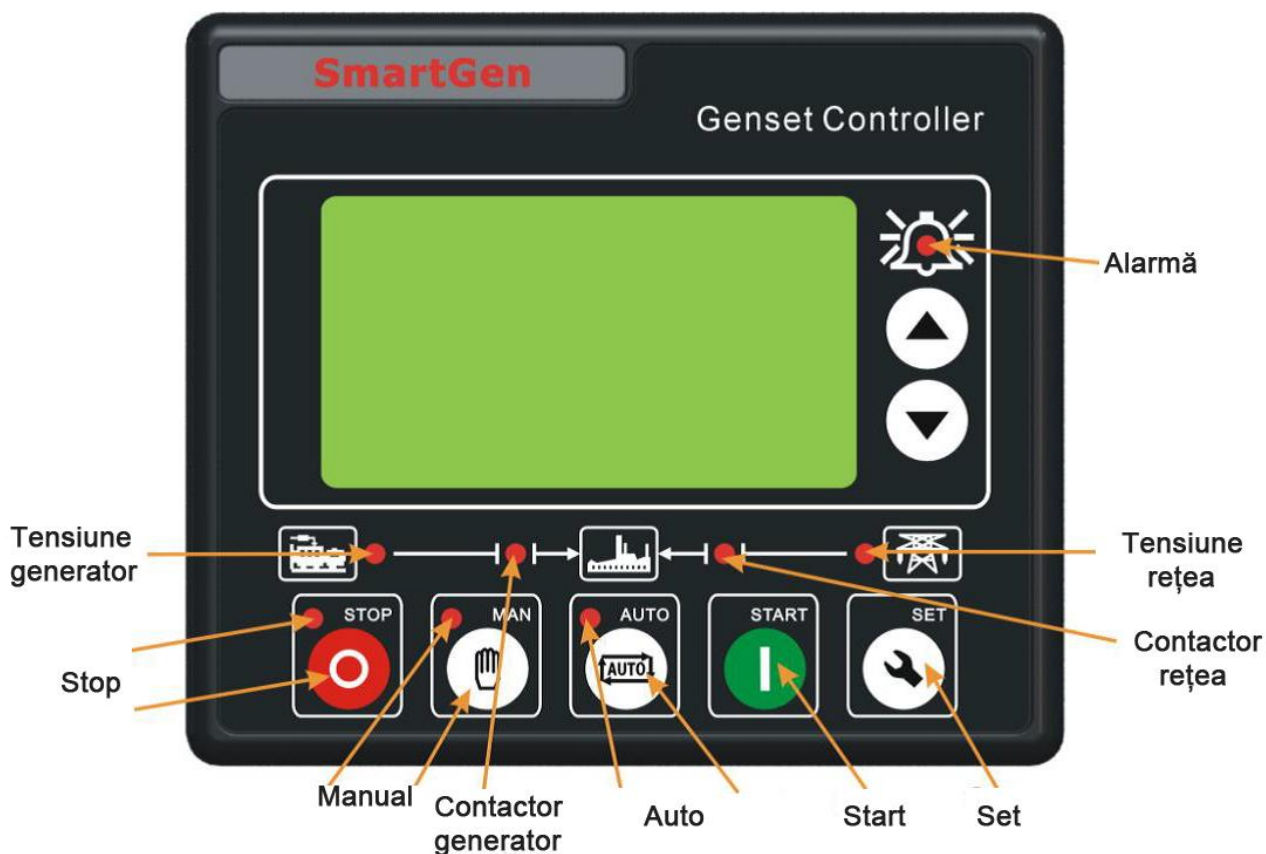 SmartGen
Genset Controller
Alarmă
Tensiune
generator
Tensiune
rețea
STOP
MAN
AUTO
START
SET
AUTO
Contactor
rețea
Stop
Manual
Contactor
generator
Auto
Start
Set